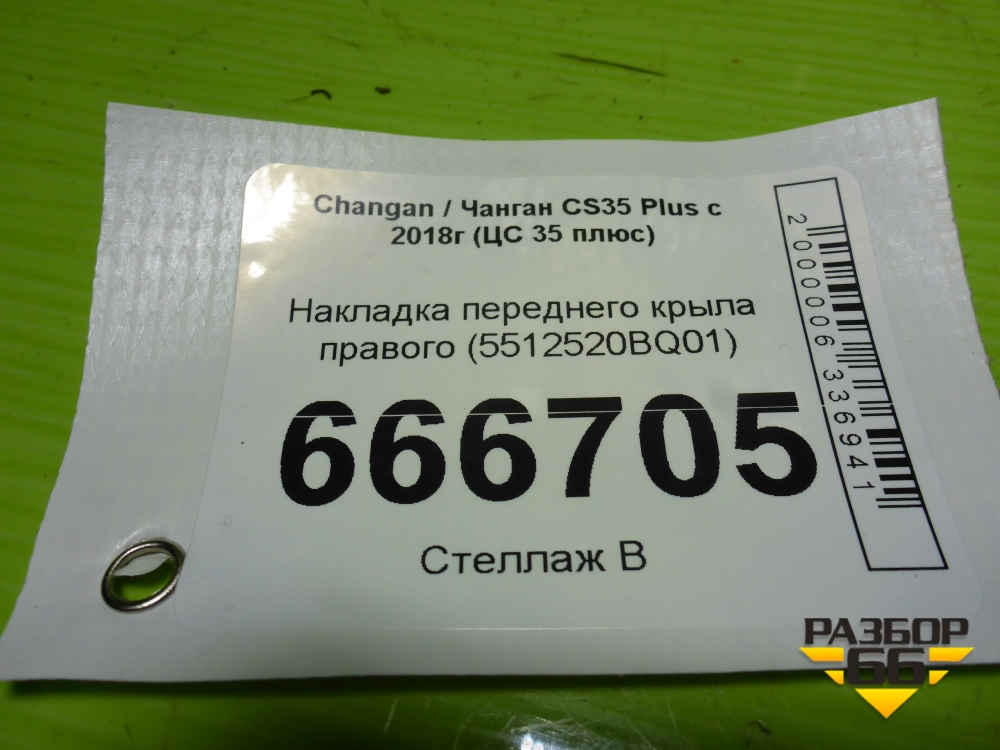 Changan / Чанган CS35 Plus с
2018г (ЦС 35 плюс)
Накладка переднего крыла
правого (5512520BQ01)
666705
Стеллаж В
2000006336941
РАЗБОР
66